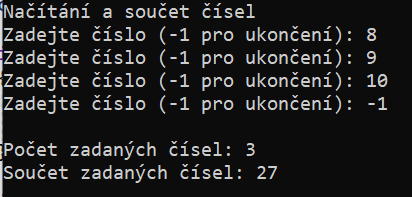 Načítání a součet čísel
Zadejte číslo (-1 pro ukončení): 8
Zadejte číslo (-1 pro ukončení): 9
Zadejte číslo (-1 pro ukončení): 10
Zadejte číslo (-1 pro ukončení): -1
Počet zadaných čísel: 3
Součet zadaných čísel: 27